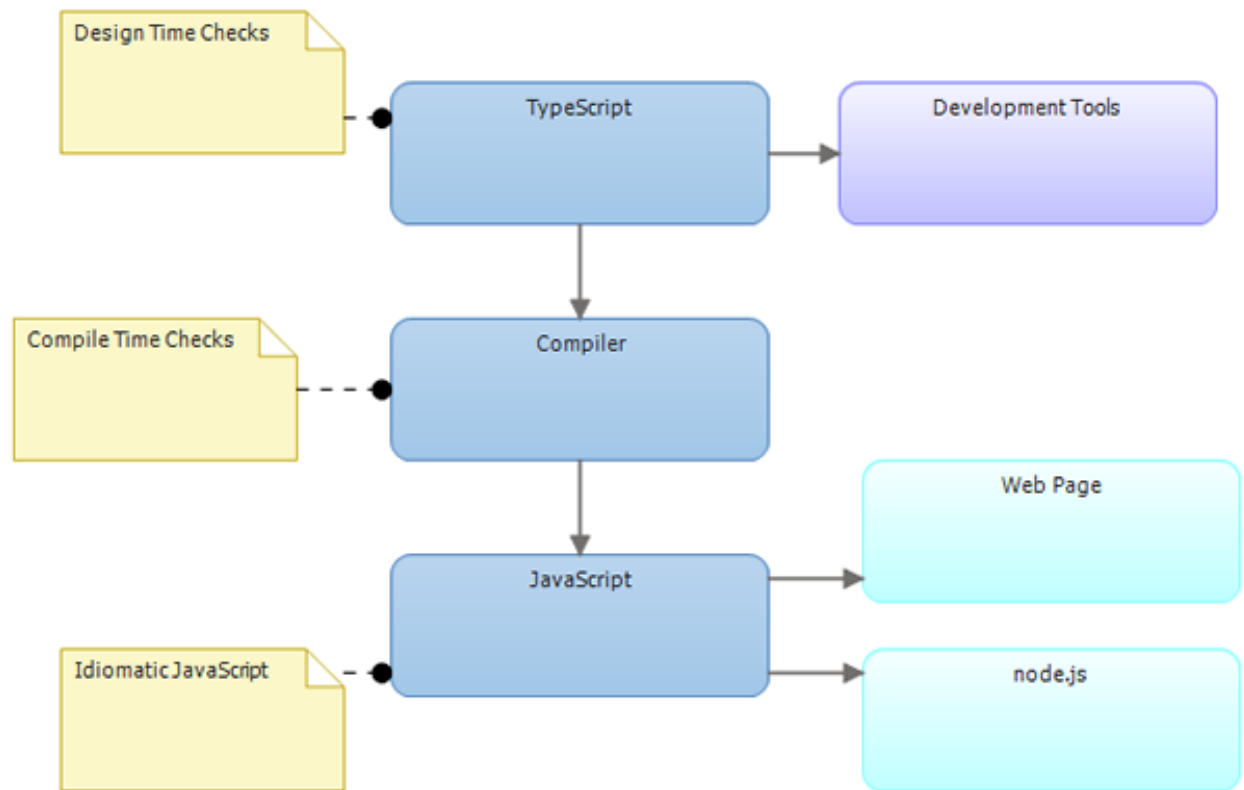 Design Time Checks
TypeScript
Development Tools
Compile Time Checks
Compiler
Web Page
JavaScript
Idiomatic JavaScript
node.js